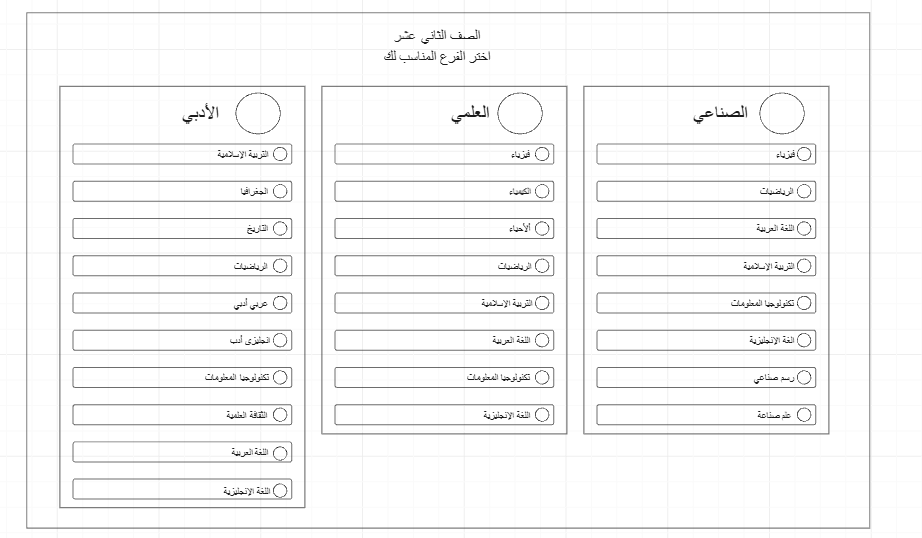 الصف الثاني عشر
اختر الفرع المناسب لك
الصناعي
فيزياء
الرياضيات
اللغة العربية
التربية الإسلامية
تكنولوجيا المعلومات
الغة الإنجليزية
رسم صناعي
علم صناعة
العلمي
فيزياء
الكيمياء
ألأحياء
الرياضيات
التربية الإسلامية
اللغة العربية
تكنولوجيا المعلومات
اللغة الإنجليزية
الأدبي
التربية الإسلامية
الجغرافيا
التاريخ
الرياضيات
عربي أدبي
انجليزى أدب
تكنولوجيا المعلومات
الثقافة العلمية
اللغة العربية
اللغة الإنجليزية